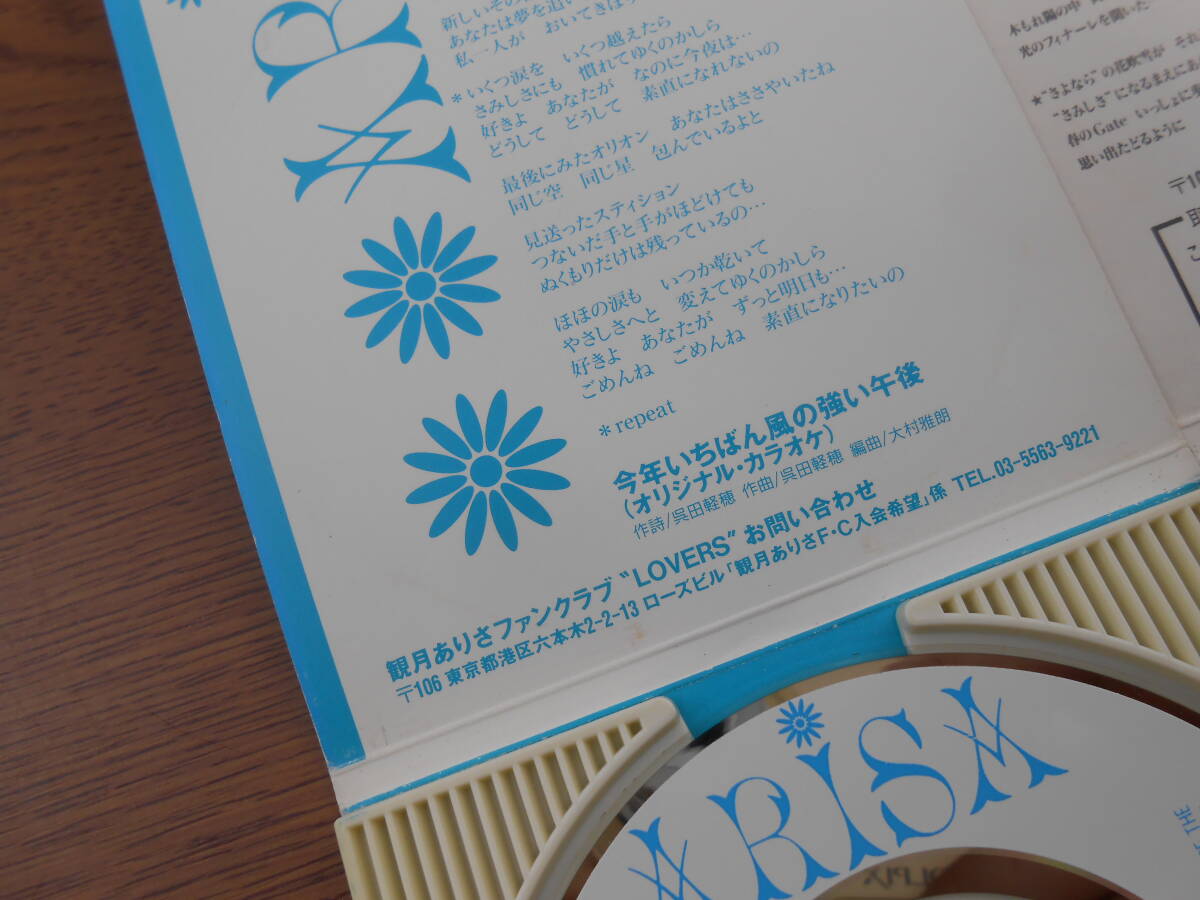 新しいその
あなたは夢を追い
私一人が　おいてきぼ
＊いくつ涙を　いくつ越えたら
さみしさにも　慣れてゆくのかしら
好きよ　あなたが　なのに今夜は…
どうして　どうして　素直になれないの
最後にみたオリオン　あなたはささやいたね
同じ空　同じ星　包んでいるよと
見送ったスティション
つないだ手と手がほどけても
ぬくもりだけは残っているの…
ほほの涙も　いつか乾いて
やさしさへと　変えてゆくのかしら
好きよ　あなたが　ずっと明日も…
ごめんね　ごめんね　素直になりたいの
＊repeat
今年いちばん風の強い午後
（オリジナル・カラオケ）
作詩/呉田軽穂 作曲/呉田軽穂 編曲/大村雅朗
観月ありさファンクラブ“LOVERS”お問い合わせ
〒106 東京都港区六本木2-2-13 ローズビル「観月ありさF・C入会希望」係 TEL.03-5563-9221
木もれ陽の中
光のフィナーレを聞いた
★“さよなら”の花吹雪が　それ
“さみしさ”になるまえにあ
春のGate いっしょに
思い出たどるように
〒10
ARISA
THE